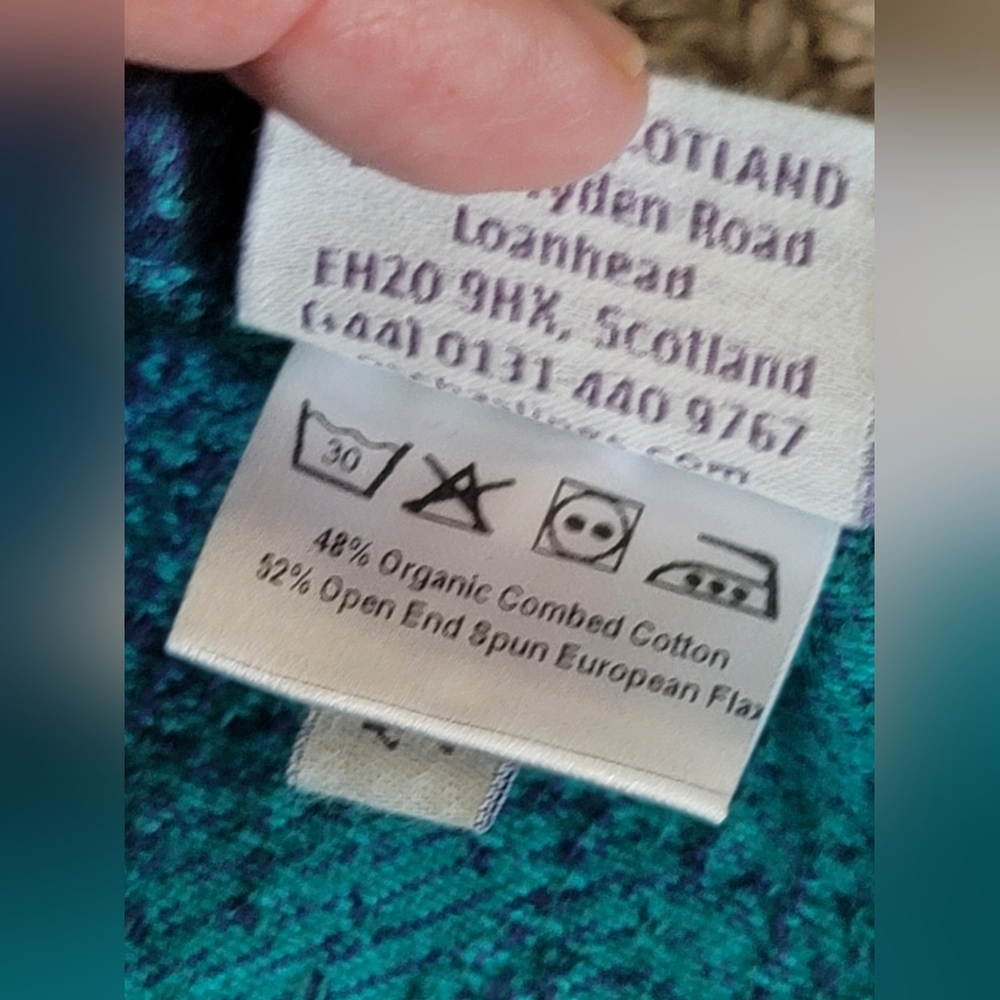 Road
Loanhead
EH20 9HX, Scotland
(+44) 0131 440 9767
30
48% Organic Combed Cotton
52% Open End Spun European Flax